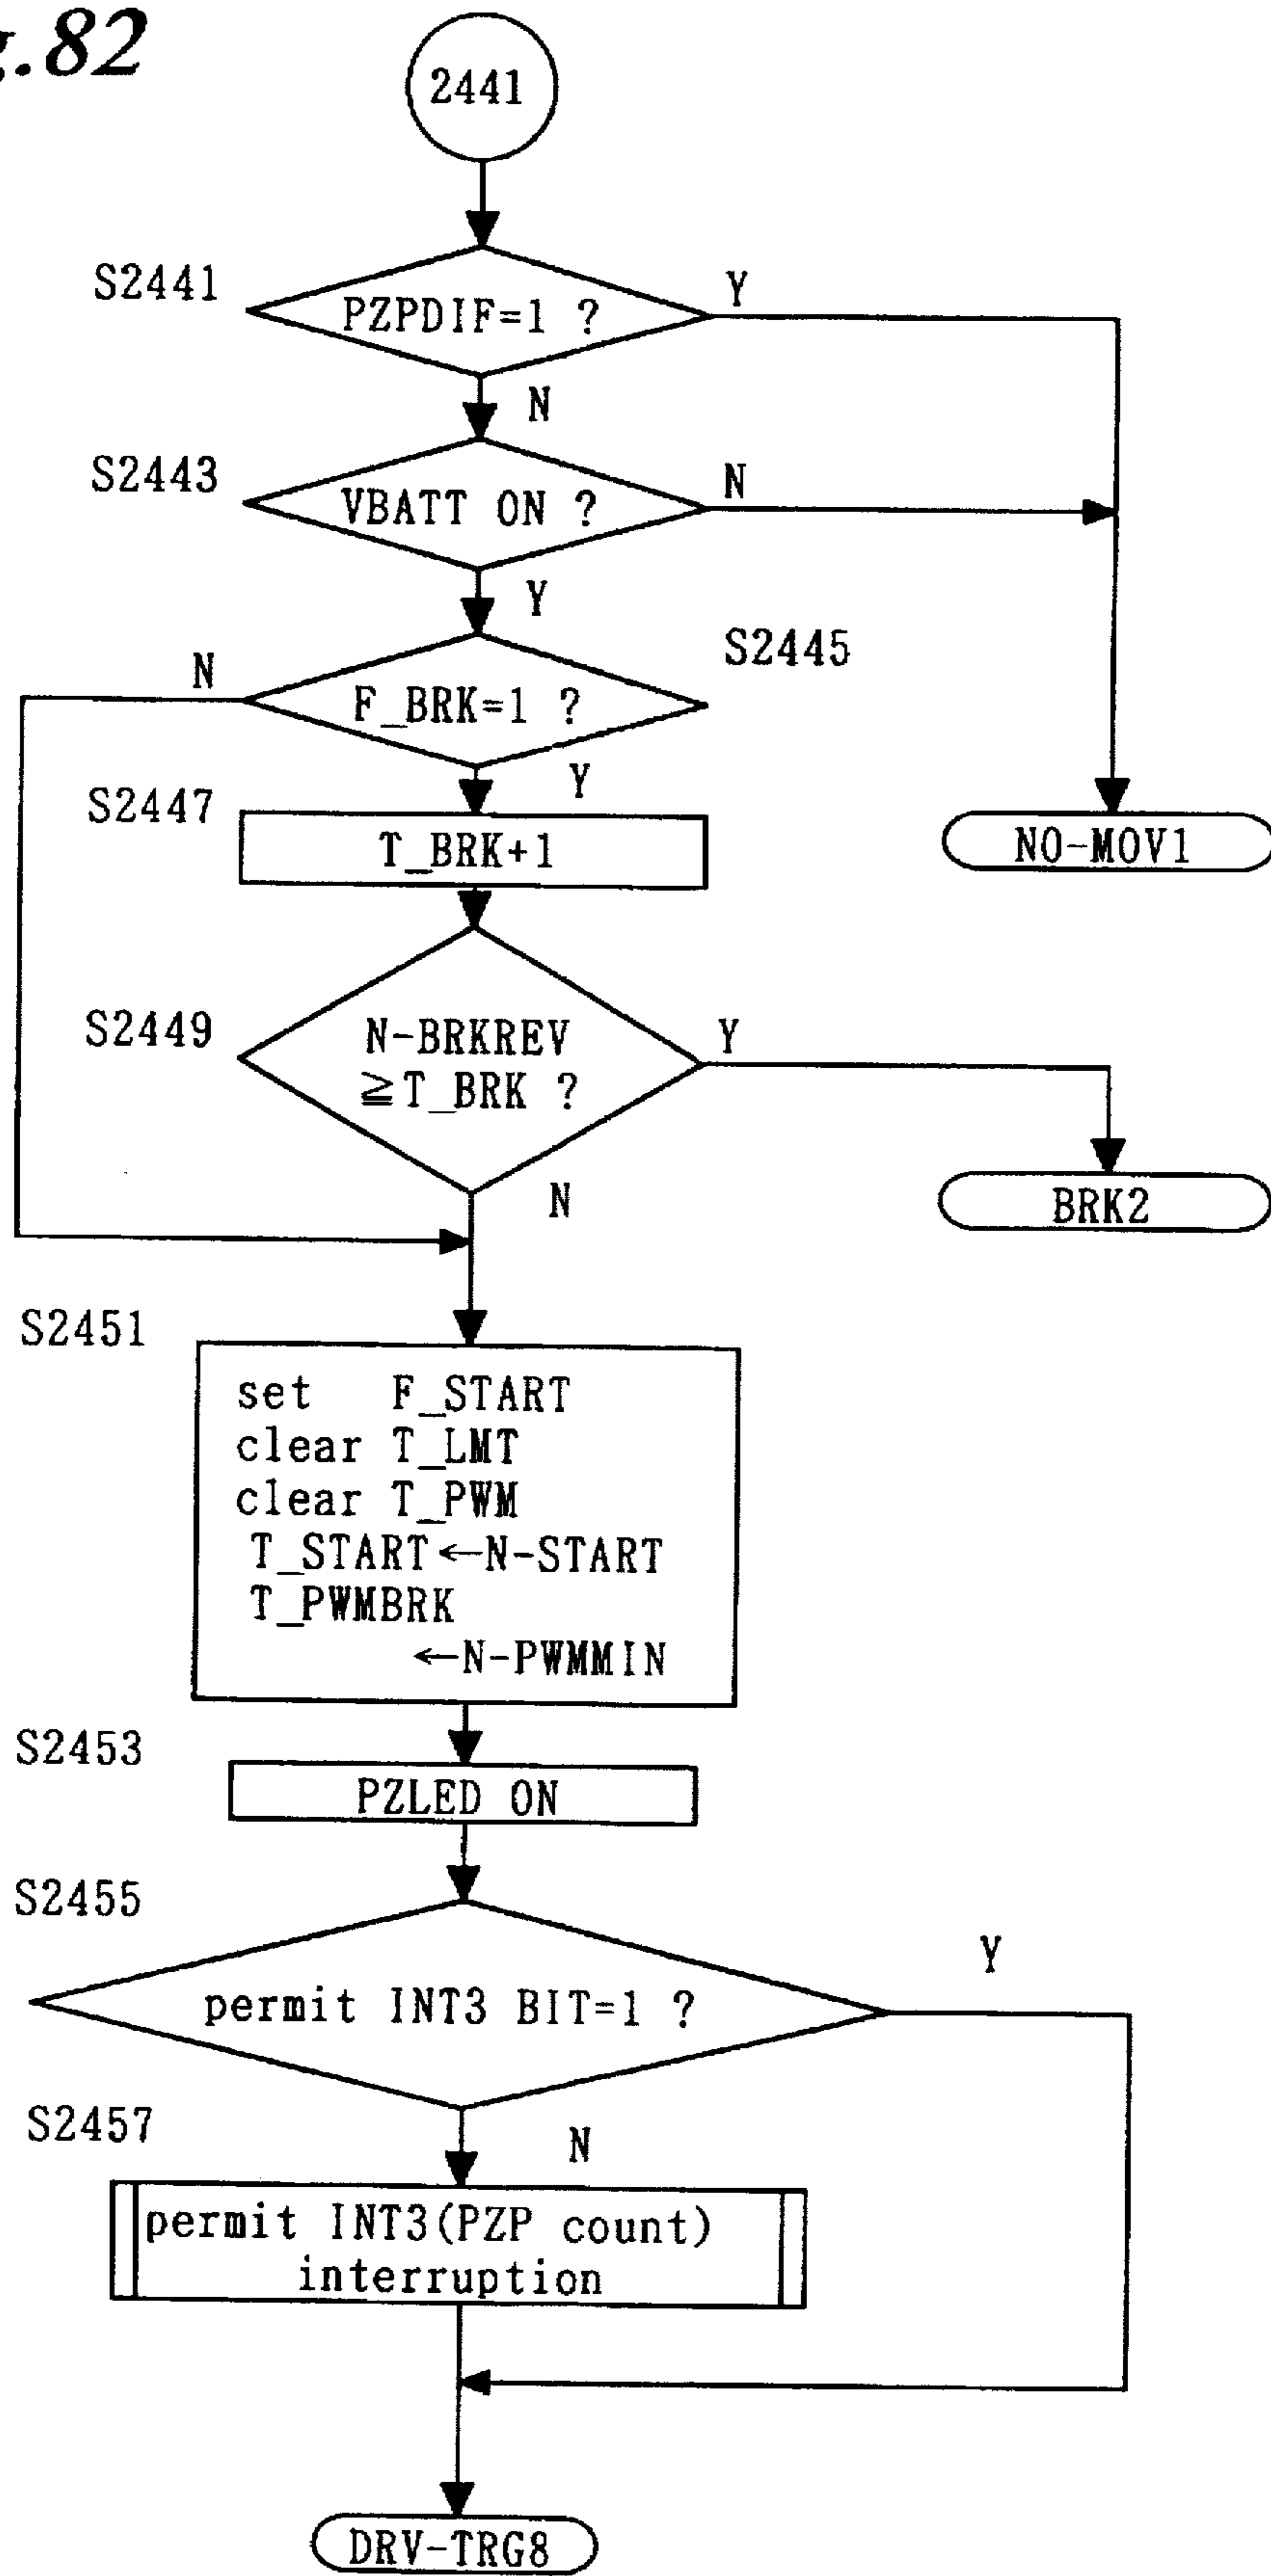 g.82
2441
S2441
PZPDIF=1 ?
Y
N
S2443
VBATT ON ?
N
Y
S2445
N
F_BRK=1 ?
Y
S2447
T_BRK+1
NO-MOV1
S2449
N-BRKREV
≧T_BRK ?
Y
N
BRK2
S2451
set F_START
clear T_LMT
clear T_PWM
T_START←N-START
T_PWMBRK
←N-PWMMIN
S2453
PZLED ON
S2455
permit INT3 BIT=1 ?
Y
N
S2457
permit INT3(PZP count)
interruption
DRV-TRG8